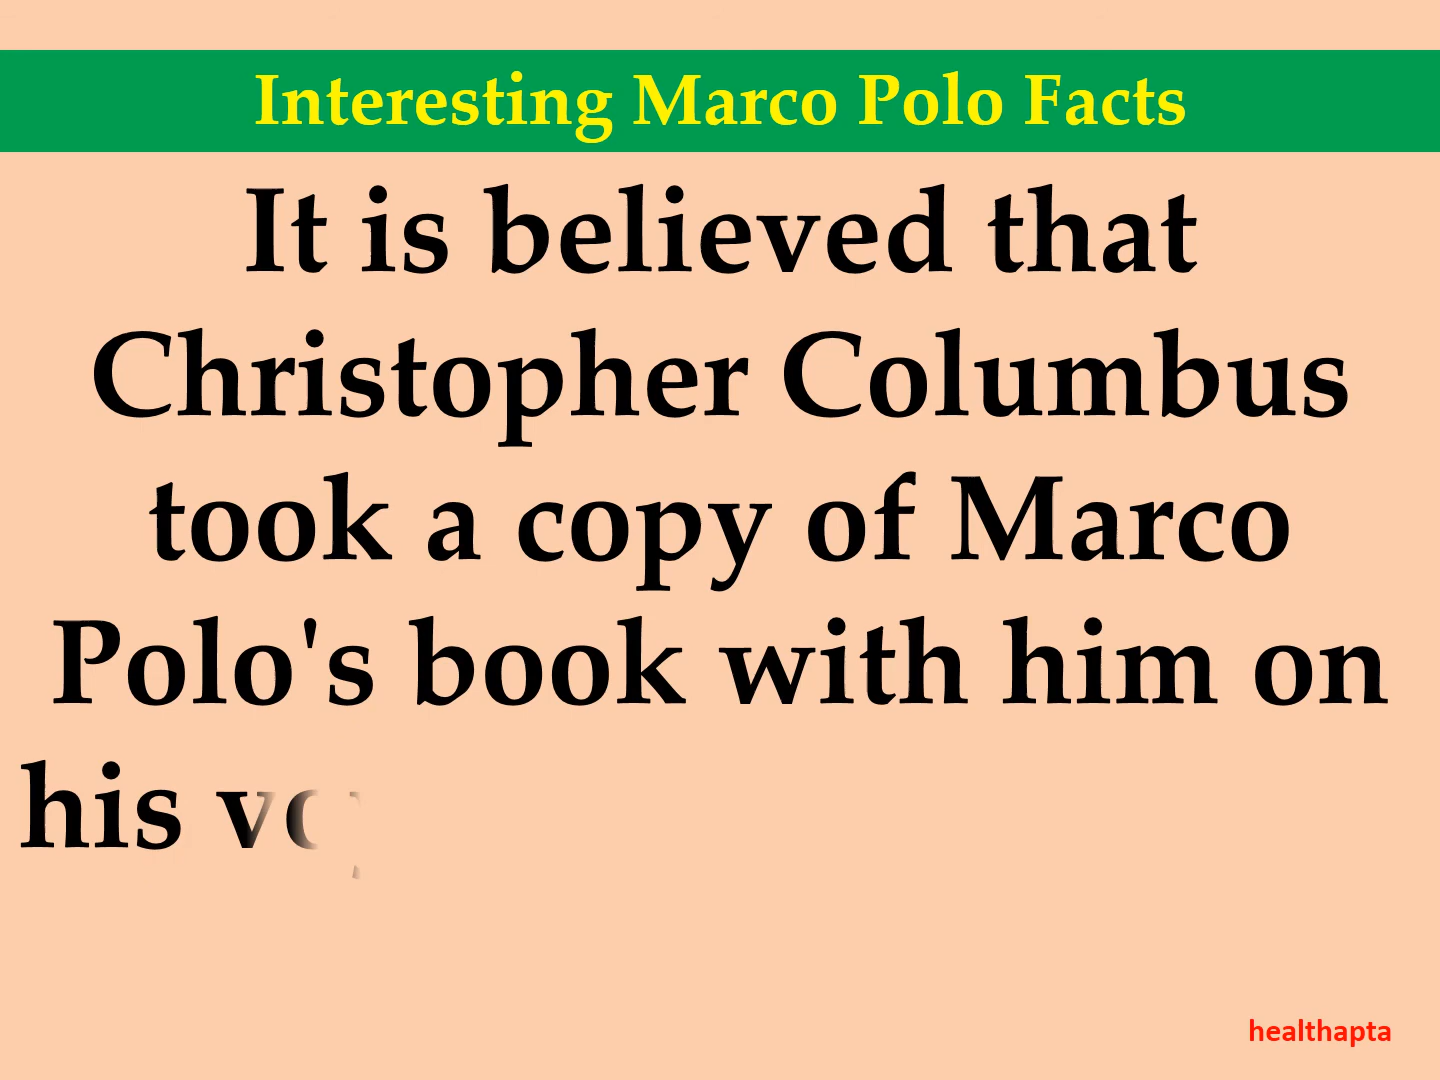 Interesting Marco Polo Facts
It is believed that
Christopher Columbus
took a copy of Marco
Polo's book with him on
his
healthapta